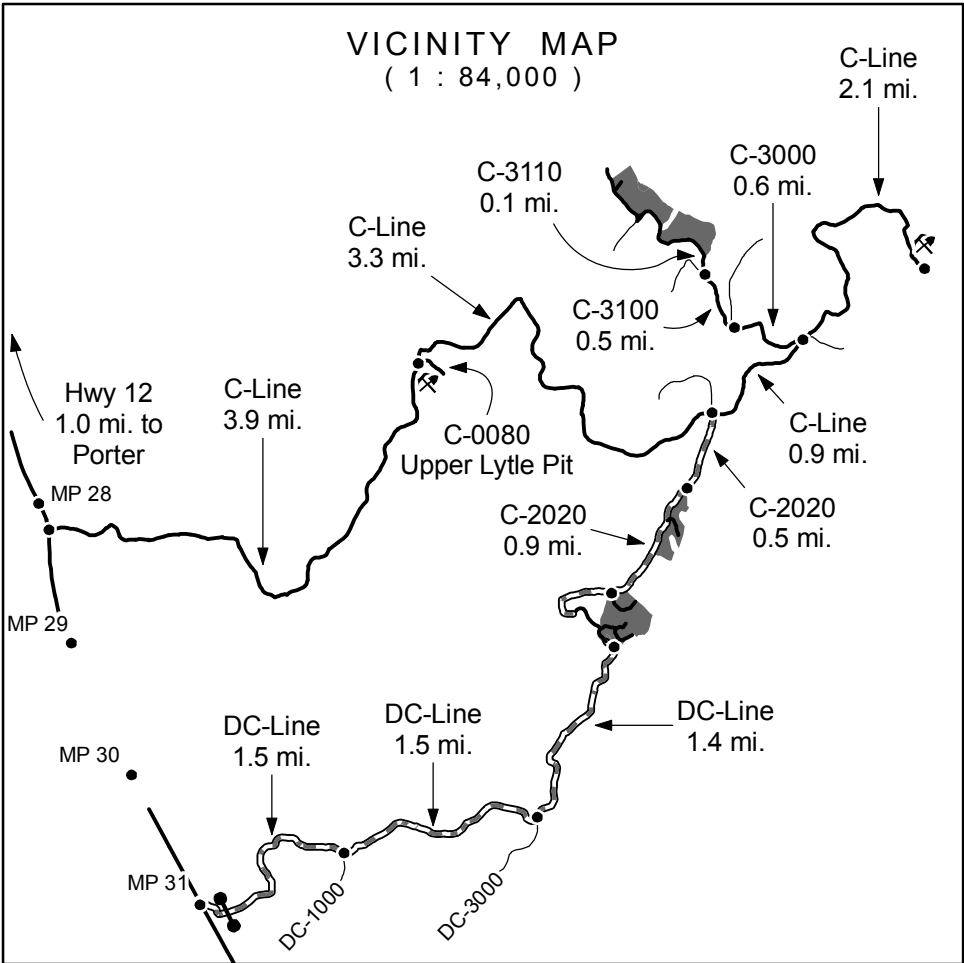 VICINITY MAP
( 1 : 84,000 )
C-Line
2.1 mi.
C-3000
0.6 mi.
C-3110
0.1 mi.
C-Line
3.3 mi.
C-3100
0.5 mi.
Hwy 12
1.0 mi. to
Porter
C-Line
3.9 mi.
C-0080
Upper Lytle Pit
C-Line
0.9 mi.
MP 28
C-2020
0.9 mi.
C-2020
0.5 mi.
MP 29
DC-Line
1.5 mi.
DC-Line
1.5 mi.
DC-Line
1.4 mi.
MP 30
MP 31
DC-1000
DC-3000